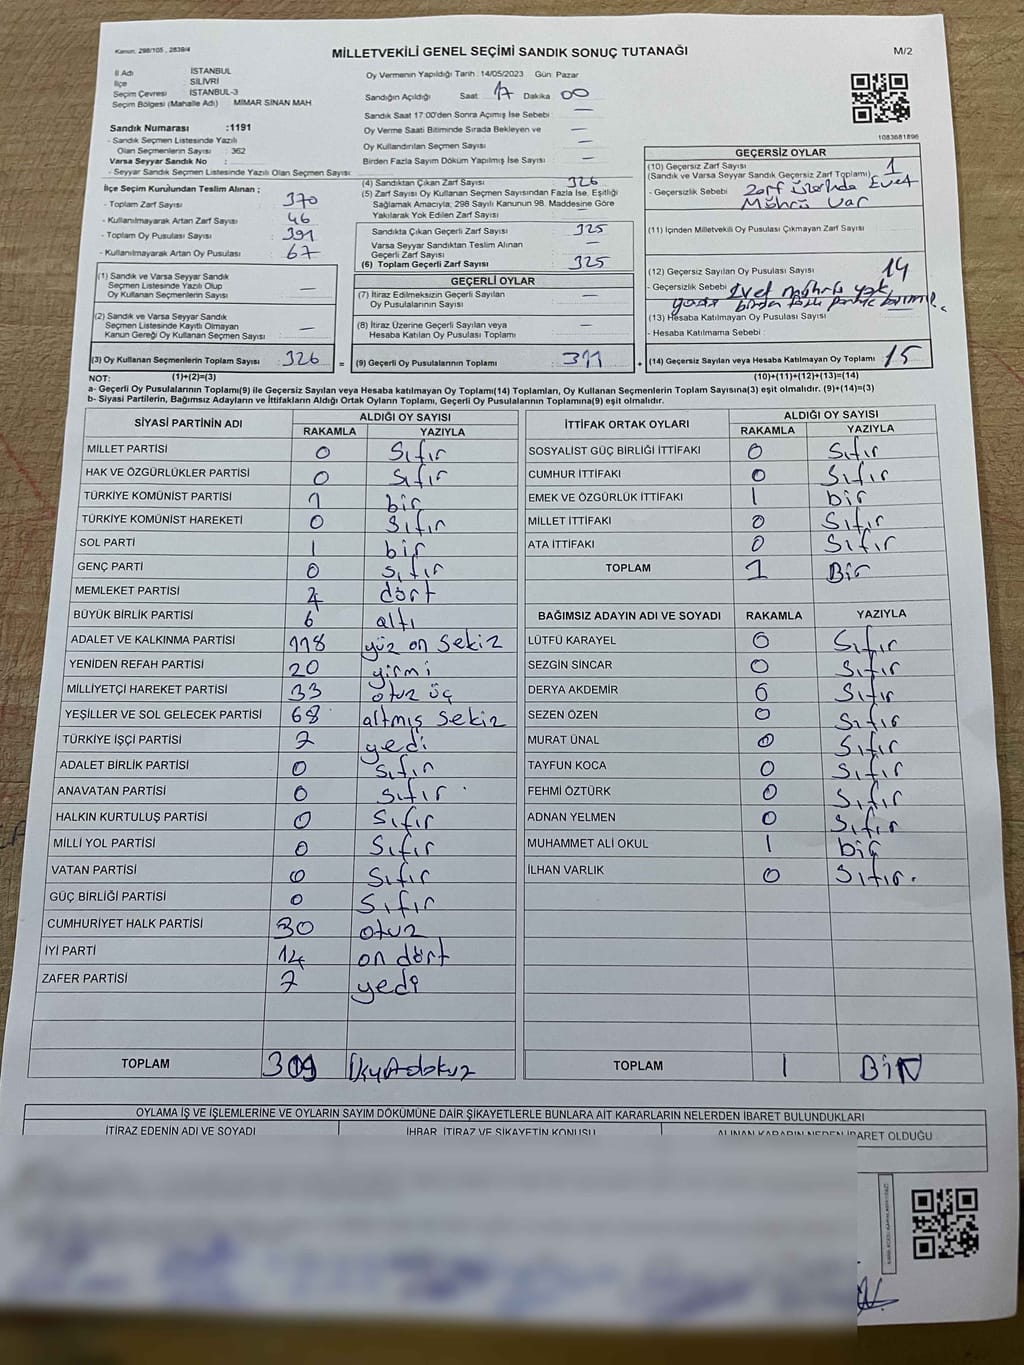 Kanun: 298/105 , 2839/4
MİLLETVEKİLİ GENEL SEÇİMİ SANDIK SONUÇ TUTANAĞI
M/2
İl Adı İSTANBUL
İlçe SİLİVRİ
Seçim Çevresi İSTANBUL-3
Seçim Bölgesi (Mahalle Adı) MİMAR SİNAN MAH
Sandık Numarası :1191
- Sandık Seçmen Listesinde Yazılı
Olan Seçmenlerin Sayısı : 362
Varsa Seyyar Sandık No :
- Seyyar Sandık Seçmen Listesinde Yazılı Olan Seçmen Sayısı
Oy Vermenin Yapıldığı Tarih : 14/05/2023 Gün: Pazar
Sandığın Açıldığı Saat 17 Dakika 00
Sandık Saat 17:00'den Sonra Açımış İse Sebebi : —
Oy Verme Saati Bitiminde Sırada Bekleyen ve —
Oy Kullandırılan Seçmen Sayısı —
Birden Fazla Sayım Döküm Yapılmış İse Sayısı —
1083681896
İlçe Seçim Kurulundan Teslim Alınan ;
- Toplam Zarf Sayısı 370
- Kullanılmayarak Artan Zarf Sayısı 46
- Toplam Oy Pusulası Sayısı 391
- Kullanılmayarak Artan Oy Pusulası 67
(4) Sandıktan Çıkan Zarf Sayısı 326
(5) Zarf Sayısı Oy Kullanan Seçmen Sayısından Fazla İse, Eşitliği
Sağlamak Amacıyla, 298 Sayılı Kanunun 98. Maddesine Göre
Yakılarak Yok Edilen Zarf Sayısı —
Sandıkta Çıkan Geçerli Zarf Sayısı 325
Varsa Seyyar Sandıktan Teslim Alınan
Geçerli Zarf Sayısı —
(6) Toplam Geçerli Zarf Sayısı 325
GEÇERSİZ OYLAR
(10) Geçersiz Zarf Sayısı 1
(Sandık ve Varsa Seyyar Sandık Geçersiz Zarf Toplamı)
- Geçersizlik Sebebi Zarf üzerinde Evet
Möhrü var
(11) İçinden Milletvekili Oy Pusulası Çıkmayan Zarf Sayısı
(12) Geçersiz Sayılan Oy Pusulası Sayısı 14
- Geçersizlik Sebebi Evet möhrü yok,
birden fazla
(13) Hesaba Katılmayan Oy Pusulası Sayısı
- Hesaba Katılmama Sebebi :
(1) Sandık ve Varsa Seyyar Sandık
Seçmen Listesinde Yazılı Olup
Oy Kullanan Seçmenlerin Sayısı —
(2) Sandık ve Varsa Seyyar Sandık
Seçmen Listesinde Kayıtlı Olmayan
Kanun Gereği Oy Kullanan Seçmen Sayısı —
GEÇERLİ OYLAR
(7) İtiraz Edilmeksizin Geçerli Sayılan
Oy Pusulalarının Sayısı —
(8) İtiraz Üzerine Geçerli Sayılan veya
Hesaba Katılan Oy Pusulası Toplamı —
(3) Oy Kullanan Seçmenlerin Toplam Sayısı 326 = (9) Geçerli Oy Pusulalarının Toplamı 311 + (14) Geçersiz Sayılan veya Hesaba Katılmayan Oy Toplamı 15
NOT: (1)+(2)=(3) (10)+(11)+(12)+(13)=(14)
a- Geçerli Oy Pusulalarının Toplamı(9) ile Geçersiz Sayılan veya Hesaba katılmayan Oy Toplamı(14) Toplamları, Oy Kullanan Seçmenlerin Toplam Sayısına(3) eşit olmalıdır. (9)+(14)=(3)
b- Siyasi Partilerin, Bağımsız Adayların ve İttifakların Aldığı Ortak Oyların Toplamı, Geçerli Oy Pusulalarının Toplamına(9) eşit olmalıdır.
SİYASİ PARTİNİN ADI ALDIĞI OY SAYISI
RAKAMLA YAZIYLA
MİLLET PARTİSİ 0 Sıfır
HAK VE ÖZGÜRLÜKLER PARTİSİ 0 Sıfır
TÜRKİYE KOMÜNİST PARTİSİ 1 bir
TÜRKİYE KOMÜNİST HAREKETİ 0 Sıfır
SOL PARTİ 1 bir
GENÇ PARTİ 0 sıfır
MEMLEKET PARTİSİ 4 dört
BÜYÜK BİRLİK PARTİSİ 6 altı
ADALET VE KALKINMA PARTİSİ 118 yüz on sekiz
YENİDEN REFAH PARTİSİ 20 yirmi
MİLLİYETÇİ HAREKET PARTİSİ 33 otuz üç
YEŞİLLER VE SOL GELECEK PARTİSİ 68 altmış sekiz
TÜRKİYE İŞÇİ PARTİSİ 7 yedi
ADALET BİRLİK PARTİSİ 0 Sıfır
ANAVATAN PARTİSİ 0 sıfır
HALKIN KURTULUŞ PARTİSİ 0 Sıfır
MİLLİ YOL PARTİSİ 0 Sıfır
VATAN PARTİSİ 0 Sıfır
GÜÇ BİRLİĞİ PARTİSİ 0 Sıfır
CUMHURİYET HALK PARTİSİ 30 otuz
İYİ PARTİ 14 on dört
ZAFER PARTİSİ 7 yedi
TOPLAM 309
İTTİFAK ORTAK OYLARI ALDIĞI OY SAYISI
RAKAMLA YAZIYLA
SOSYALİST GÜÇ BİRLİĞİ İTTİFAKI 0 Sıfır
CUMHUR İTTİFAKI 0 Sıfır
EMEK VE ÖZGÜRLÜK İTTİFAKI 1 bir
MİLLET İTTİFAKI 0 Sıfır
ATA İTTİFAKI 0 Sıfır
TOPLAM 1 Bir
BAĞIMSIZ ADAYIN ADI VE SOYADI RAKAMLA YAZIYLA
LÜTFÜ KARAYEL 0 Sıfır
SEZGİN SİNCAR 0 Sıfır
DERYA AKDEMİR 0 Sıfır
SEZEN ÖZEN 0 Sıfır
MURAT ÜNAL 0 Sıfır
TAYFUN KOCA 0 Sıfır
FEHMİ ÖZTÜRK 0 Sıfır
ADNAN YELMEN 0 Sıfır
MUHAMMET ALİ OKUL 1 bir
İLHAN VARLIK 0 Sıfır.
TOPLAM 1 BİR
OYLAMA İŞ VE İŞLEMLERİNE VE OYLARIN SAYIM DÖKÜMÜNE DAİR ŞİKAYETLERLE BUNLARA AİT KARARLARIN NELERDEN İBARET BULUNDUKLARI
İTİRAZ EDENİN ADI VE SOYADI İHBAR, İTİRAZ VE ŞİKAYETİN KONUSU ALINAN KARARIN NEDEN İBARET OLDUĞU